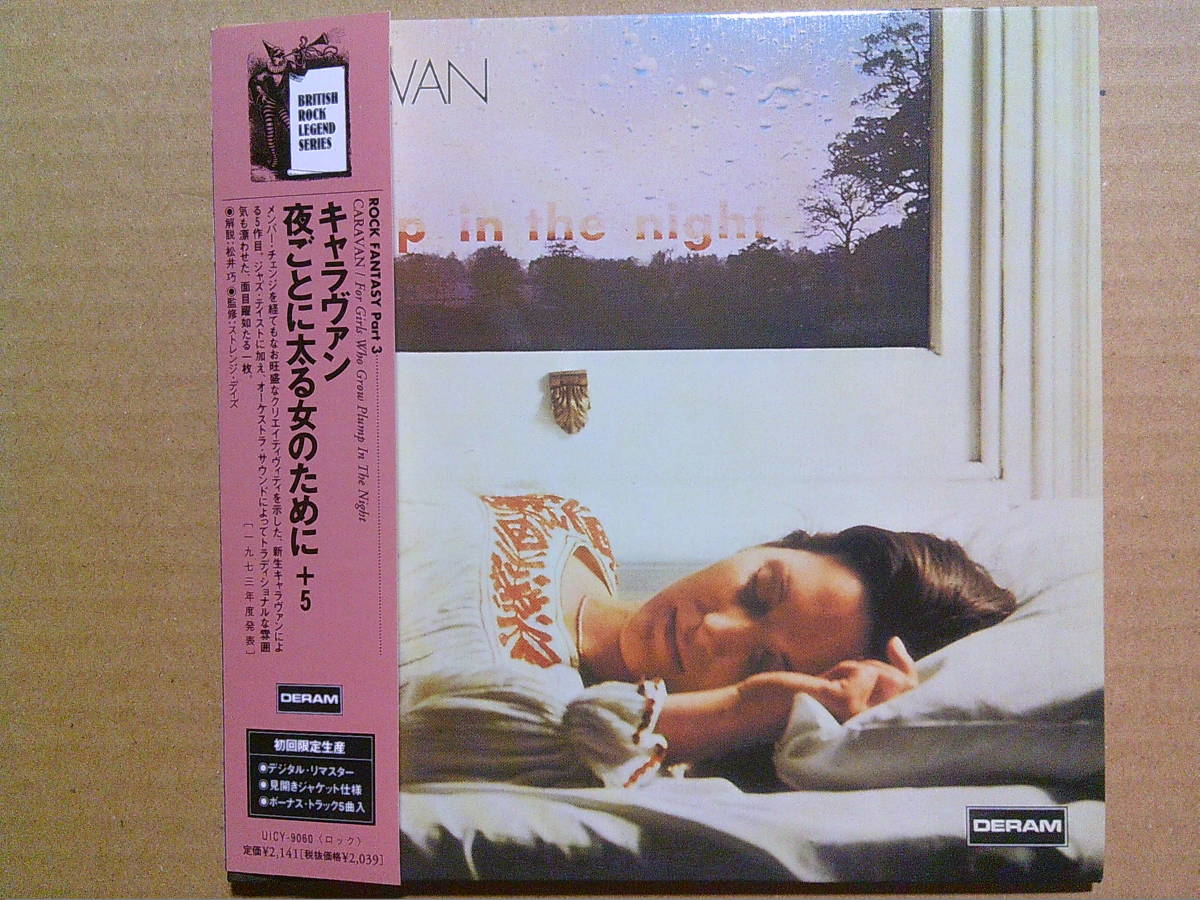 BRITISH
ROCK
LEGEND
SERIES
ROCK FANTASY Part 3
CARAVAN / For Girls Who Grow Plump In The Night
キャラヴァン
夜ごとに太る女のために +5
メンバー・チェンジを経てもなお旺盛なクリエイティヴィティを示した、新生キャラヴァンによ
る5作目。ジャズ・テイストに加え、オーケストラ・サウンドによってトラディショナルな雰囲
気も漂わせた、面目躍如たる一枚。
[一九七三年度発表]
●解説:松井 巧 ●監修:ストレンジ・デイズ
DERAM
初回限定生産
●デジタル・リマスター
●見開きジャケット仕様
●ボーナス・トラック5曲入
UICY-9060〈ロック〉
定価¥2,141[税抜価格¥2,039]
VAN
p in the night
DERAM